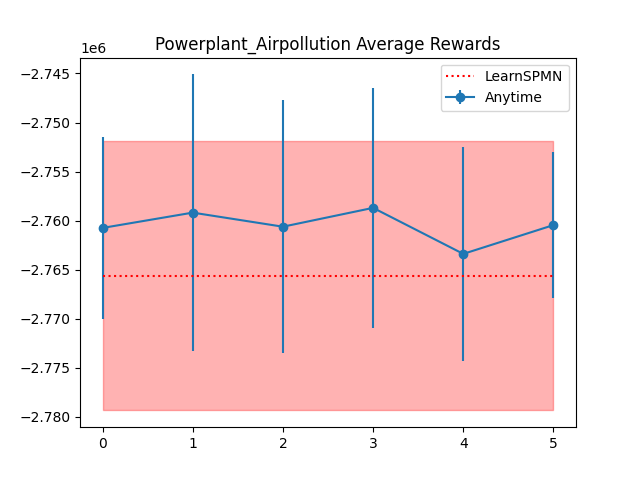 Powerplant_Airpollution Average Rewards
1e6
LearnSPMN
Anytime
−2.745
−2.750
−2.755
−2.760
−2.765
−2.770
−2.775
−2.780
0 1 2 3 4 5